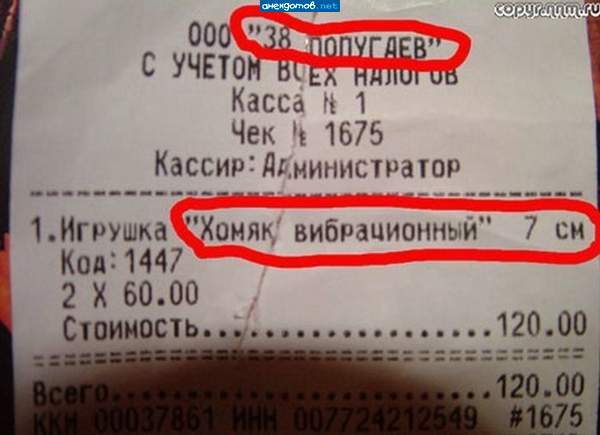 анекдотов.net
copypr.ллm.ru
ООО "38 ПОПУГАЕВ"
С УЧЕТОМ ВСЕХ НАЛОГОВ
Касса № 1
Чек № 1675
Кассир: Администратор
1.Игрушка "Хомяк вибрационный" 7 см
Код: 1447
2 X 60.00
Стоимость....................120.00
Всего........................120.00
ККМ 00037861 ИНН 007724212549 #1675